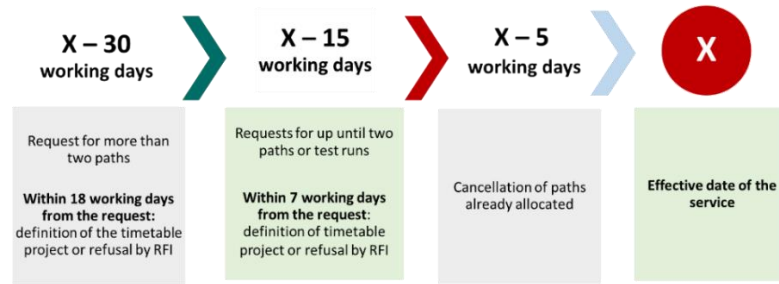 X – 30
working days
X – 15
working days
X – 5
working days
X
Request for more than
two paths
Within 18 working days
from the request:
definition of the timetable
project or refusal by RFI
Requests for up until two
paths or test runs
Within 7 working days
from the request:
definition of timetable
project or refusal by RFI
Cancellation of paths
already allocated
Effective date of the
service